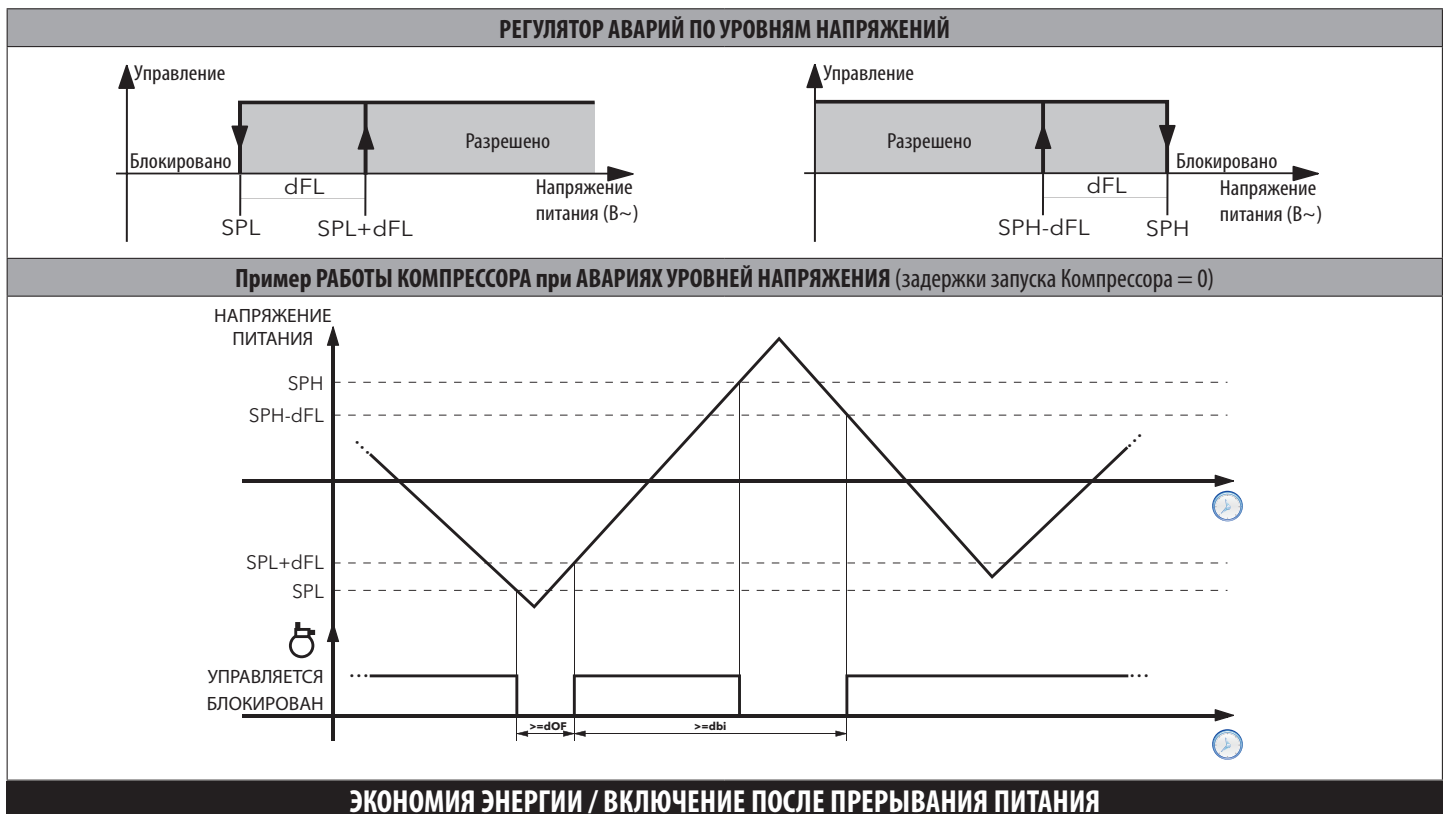 РЕГУЛЯТОР АВАРИЙ ПО УРОВНЯМ НАПРЯЖЕНИЙ
Управление
Блокировано
Разрешено
dFL
SPL
SPL+dFL
Напряжение
питания (В~)
Управление
Разрешено
Блокировано
dFL
SPH-dFL
SPH
Напряжение
питания (В~)
Пример РАБОТЫ КОМПРЕССОРА при АВАРИЯХ УРОВНЕЙ НАПРЯЖЕНИЯ (задержки запуска Компрессора = 0)
НАПРЯЖЕНИЕ
ПИТАНИЯ
SPH
SPH-dFL
SPL+dFL
SPL
УПРАВЛЯЕТСЯ
БЛОКИРОВАН
>=dOF
>=dbi
ЭКОНОМИЯ ЭНЕРГИИ / ВКЛЮЧЕНИЕ ПОСЛЕ ПРЕРЫВАНИЯ ПИТАНИЯ